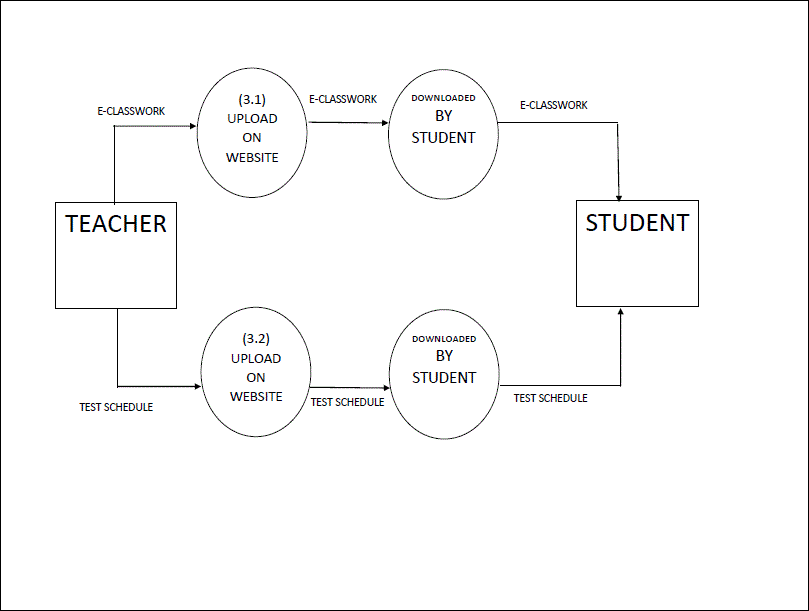 E-CLASSWORK
(3.1)
UPLOAD
ON
WEBSITE
E-CLASSWORK
DOWNLOADED
BY
STUDENT
E-CLASSWORK
TEACHER
STUDENT
TEST SCHEDULE
(3.2)
UPLOAD
ON
WEBSITE
TEST SCHEDULE
DOWNLOADED
BY
STUDENT
TEST SCHEDULE